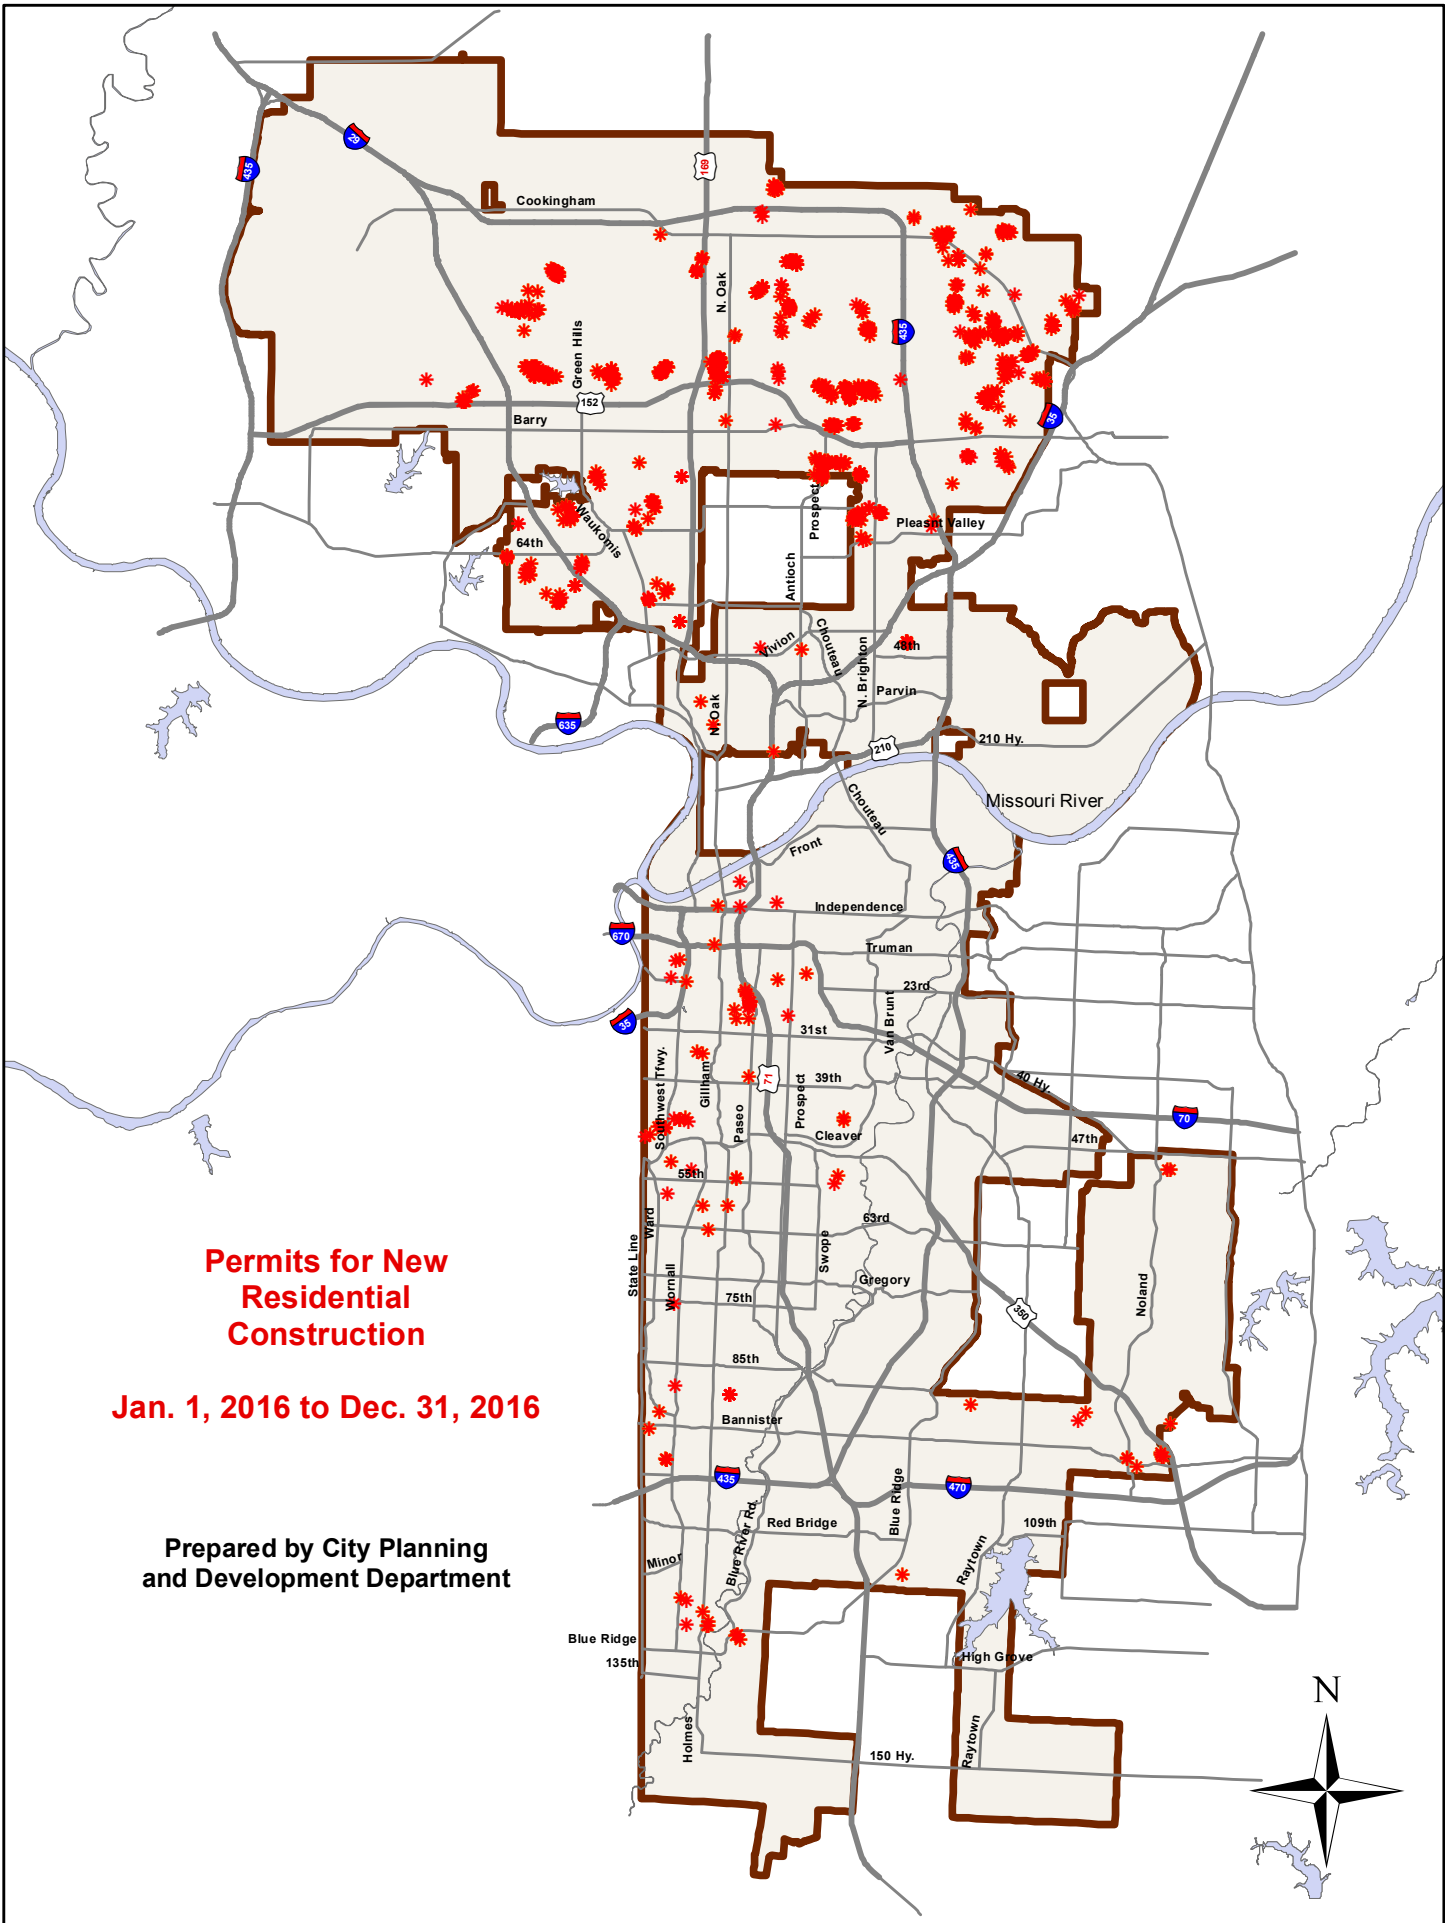 29
435
169
Cookingham
N. Oak
Green Hills
435
152
Barry
35
Prospect
Waukomis
Pleasnt Valley
64th
Antioch
Chouteau
Vivion
48th
N. Brighton
Parvin
N. Oak
635
210
210 Hy.
Missouri River
Chouteau
Front
435
Independence
670
Truman
23rd
35
Van Brunt
31st
Southwest Tfwy.
Gillham
71
39th
40 Hy.
Prospect
Paseo
70
Cleaver
47th
55th
Ward
63rd
Swope
State Line
Permits for New
Residential
Construction
Gregory
Wornall
75th
Noland
350
85th
Jan. 1, 2016 to Dec. 31, 2016
Bannister
435
470
Blue Ridge
Red Bridge
109th
Blue River Rd.
Prepared by City Planning
and Development Department
Minor
Raytown
Blue Ridge
135th
High Grove
N
Holmes
Raytown
150 Hy.